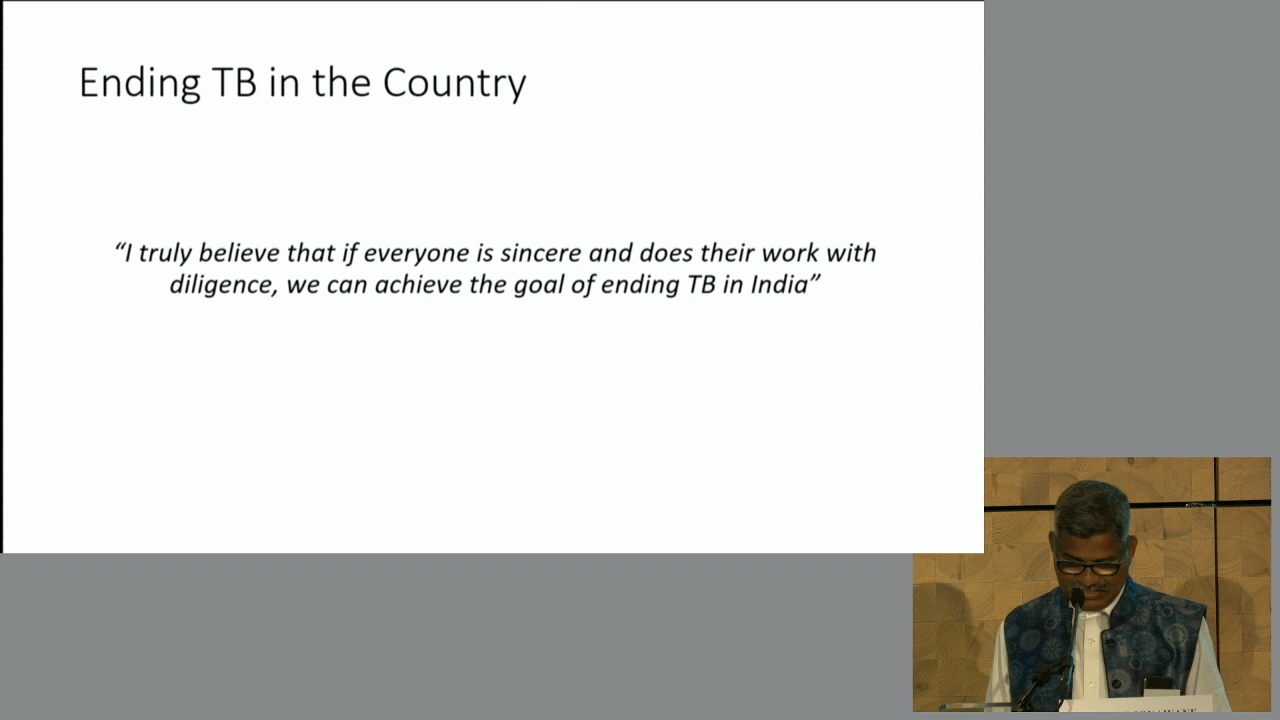 Ending TB in the Country
“I truly believe that if everyone is sincere and does their work with
diligence, we can achieve the goal of ending TB in India”